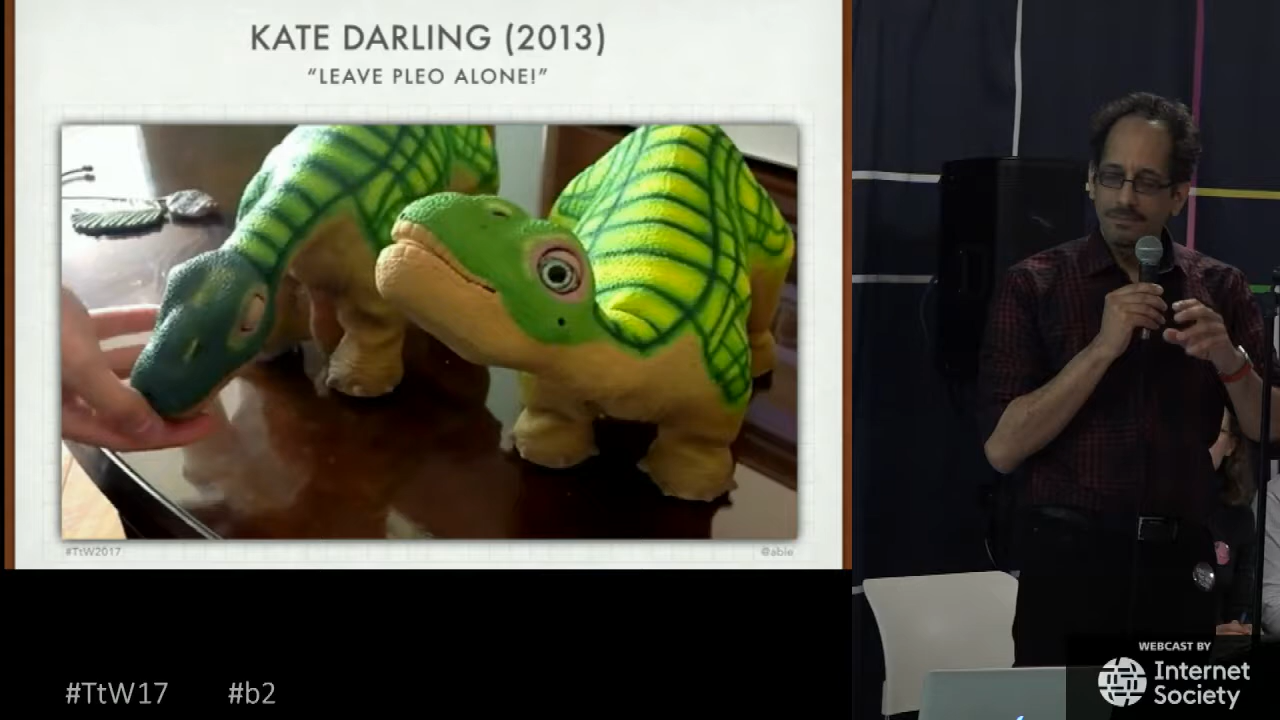 KATE DARLING (2013)
“LEAVE PLEO ALONE!”
#TtW2017
@able
#TtW17
#b2
WEBCAST BY
Internet
Society